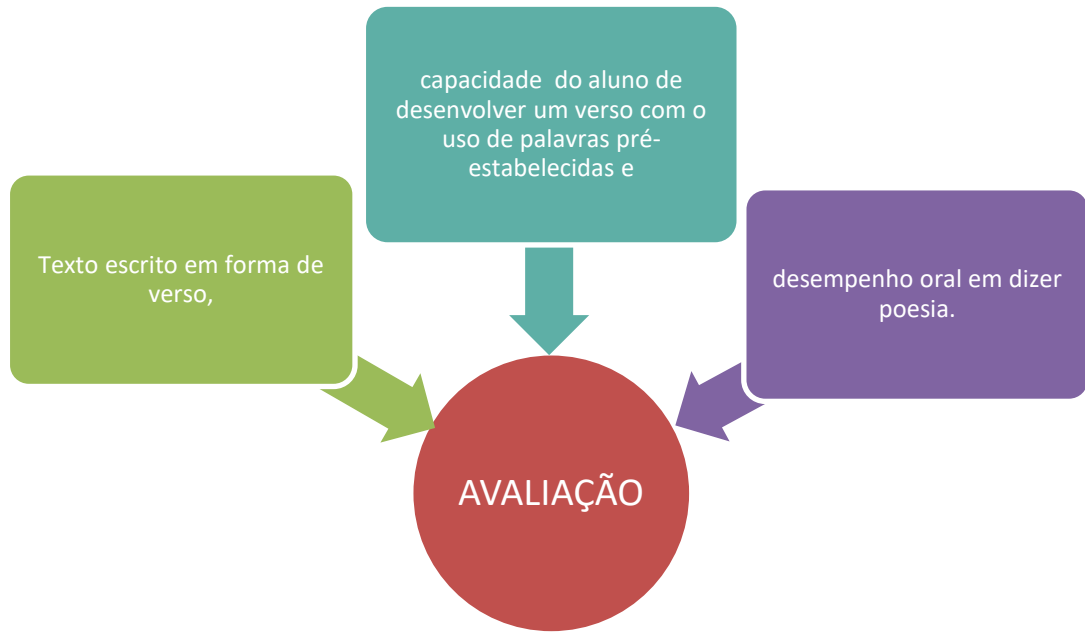 Texto escrito em forma de
verso,
capacidade  do aluno de
desenvolver um verso com o
uso de palavras pré-
estabelecidas e
desempenho oral em dizer
poesia.
AVALIAÇÃO